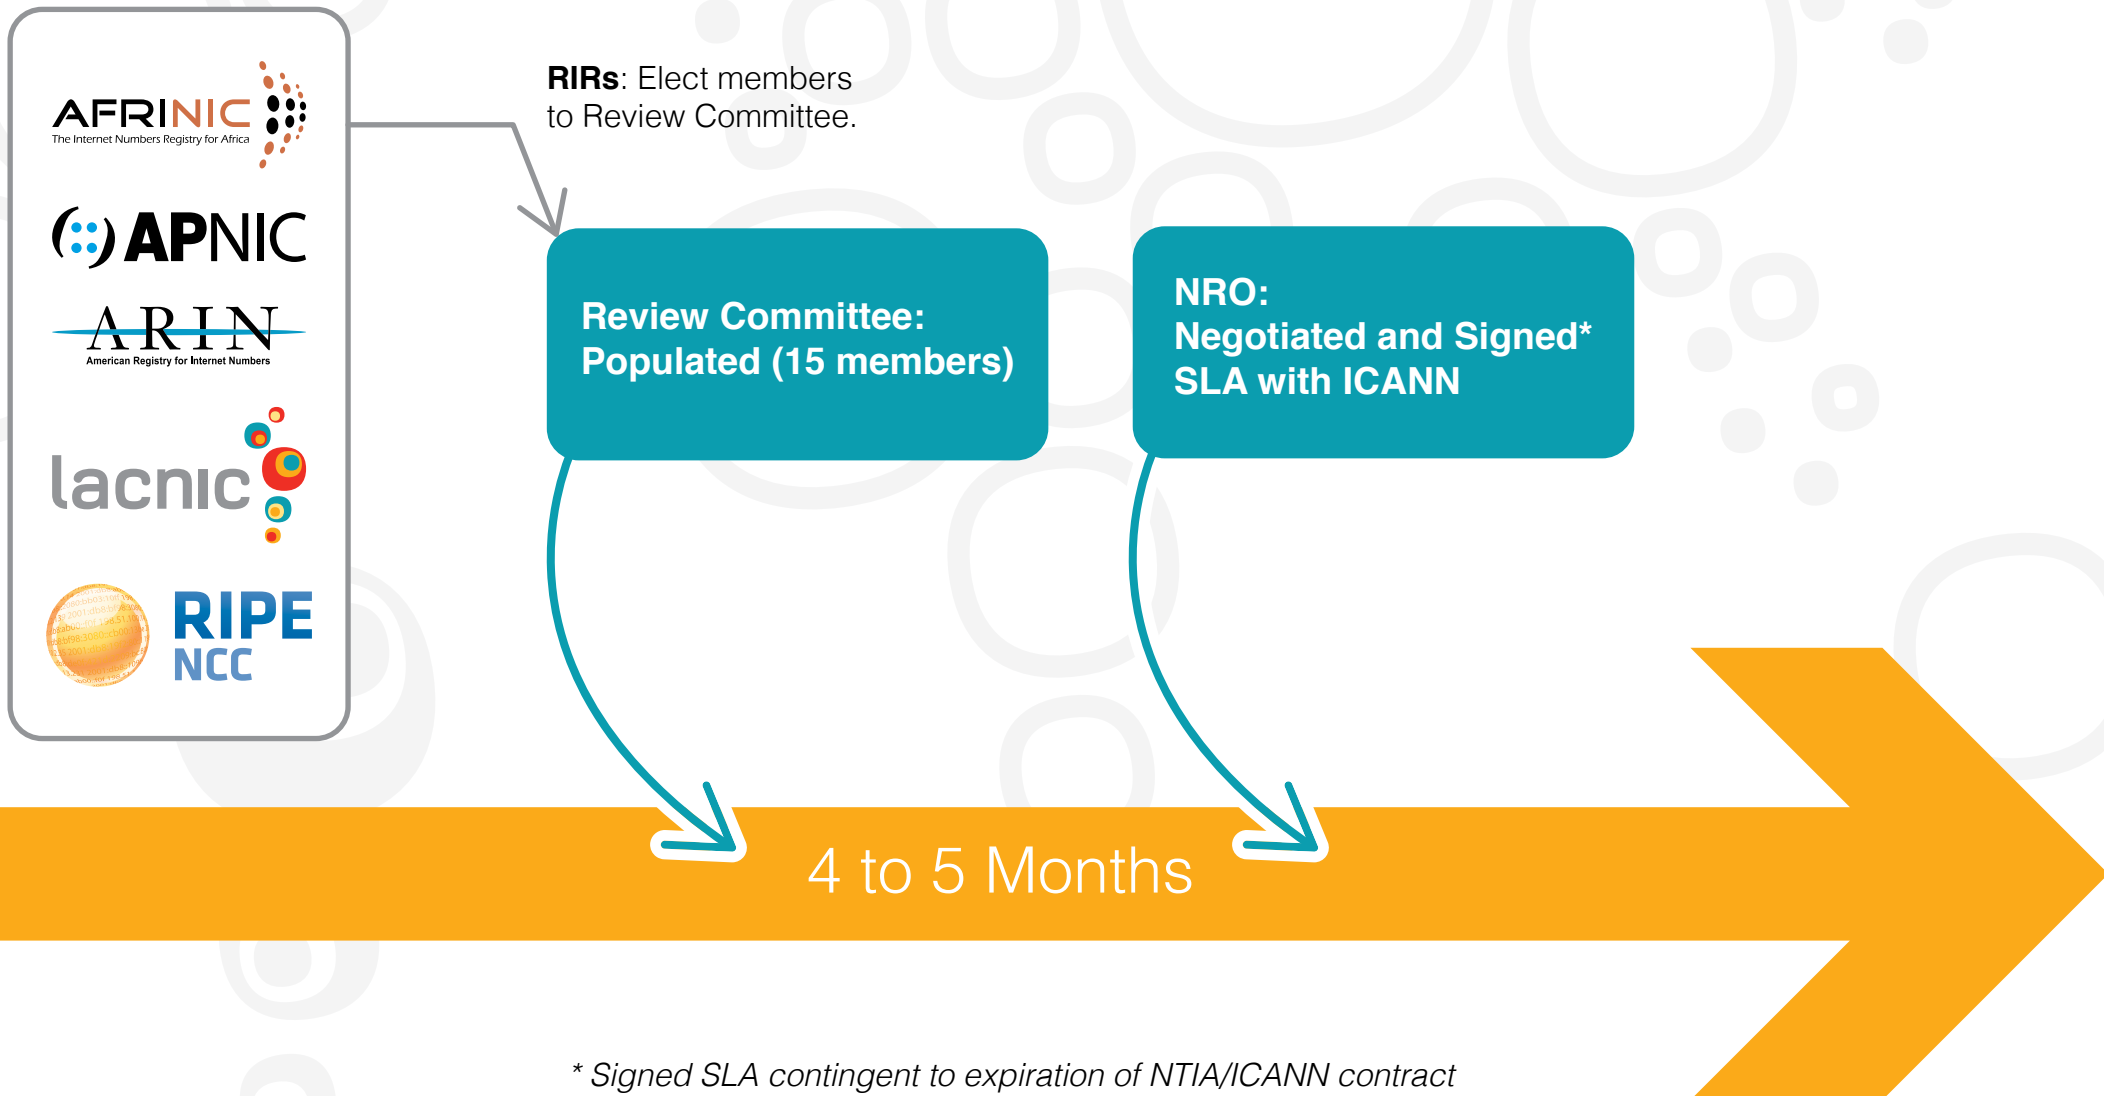 AFRINIC
The Internet Numbers Registry for Africa
APNIC
ARIN
American Registry for Internet Numbers
lacnic
RIPE
NCC
RIRs: Elect members
to Review Committee.
Review Committee:
Populated (15 members)
NRO:
Negotiated and Signed*
SLA with ICANN
4 to 5 Months
* Signed SLA contingent to expiration of NTIA/ICANN contract